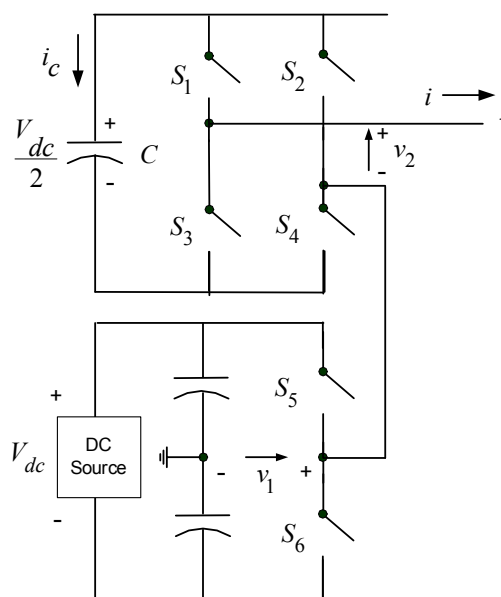 i_c
S_1
S_2
i
+
V_dc/2
C
-
+
v_2
-
S_3
S_4
+
V_dc
DC
Source
-
S_5
-
v_1
+
S_6